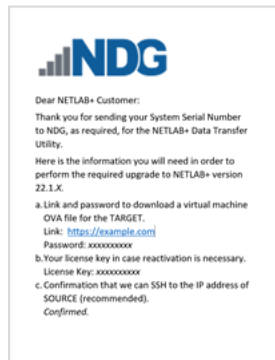 NDG
Dear NETLAB+ Customer:
Thank you for sending your System Serial Number
to NDG, as required, for the NETLAB+ Data Transfer
Utility.
Here is the information you will need in order to
perform the required upgrade to NETLAB+ version
22.1.X.
a. Link and password to download a virtual machine
OVA file for the TARGET.
Link: https://example.com
Password: xxxxxxxxxx
b. Your license key in case reactivation is necessary.
License Key: xxxxxxxxxx
c. Confirmation that we can SSH to the IP address of
SOURCE (recommended).
Confirmed.